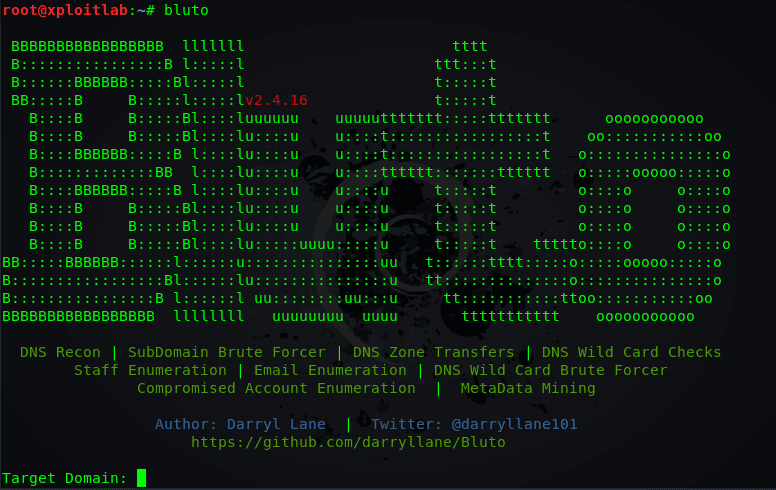 root@xploitlab:~# bluto
BBBBBBBBBBBBBBBBB  lllllll                        tttt
B::::::::::::::::B l:::::l                     ttt:::t
B::::::BBBBBB:::::Bl:::::l                     t:::::t
BB:::::B     B:::::l:::::lv2.4.16              t:::::t
B::::B     B:::::Bl::::luuuuuu    uuuuuttttttt:::::ttttttt      ooooooooooo
B::::B     B:::::Bl::::lu::::u    u::::t:::::::::::::::::t    oo:::::::::::oo
B::::BBBBBB:::::B l::::lu::::u    u::::t:::::::::::::::::t   o:::::::::::::::o
B:::::::::::::BB  l::::lu::::u    u::::tttttt:::::::tttttt   o:::::ooooo:::::o
B::::BBBBBB:::::B l::::lu::::u    u::::u     t:::::t         o::::o     o::::o
B::::B     B:::::Bl::::lu::::u    u::::u     t:::::t         o::::o     o::::o
B::::B     B:::::Bl::::lu::::u    u::::u     t:::::t         o::::o     o::::o
B::::B     B:::::Bl::::lu:::::uuuu:::::u     t:::::t    ttttto::::o     o::::o
BB:::::BBBBBB::::::l::::::u:::::::::::::::uu   t::::::tttt:::::o:::::ooooo:::::o
B:::::::::::::::::Bl::::::lu:::::::::::::::u   tt::::::::::::::o:::::::::::::::o
B::::::::::::::::B l::::::l uu::::::::uu:::u     tt:::::::::::ttoo:::::::::::oo
BBBBBBBBBBBBBBBBB  llllllll   uuuuuuuu  uuuu       ttttttttttt    ooooooooooo
DNS Recon | SubDomain Brute Forcer | DNS Zone Transfers | DNS Wild Card Checks
Staff Enumeration | Email Enumeration | DNS Wild Card Brute Forcer
Compromised Account Enumeration  |  MetaData Mining
Author: Darryl Lane  |  Twitter: @darryllane101
https://github.com/darryllane/Bluto
Target Domain: